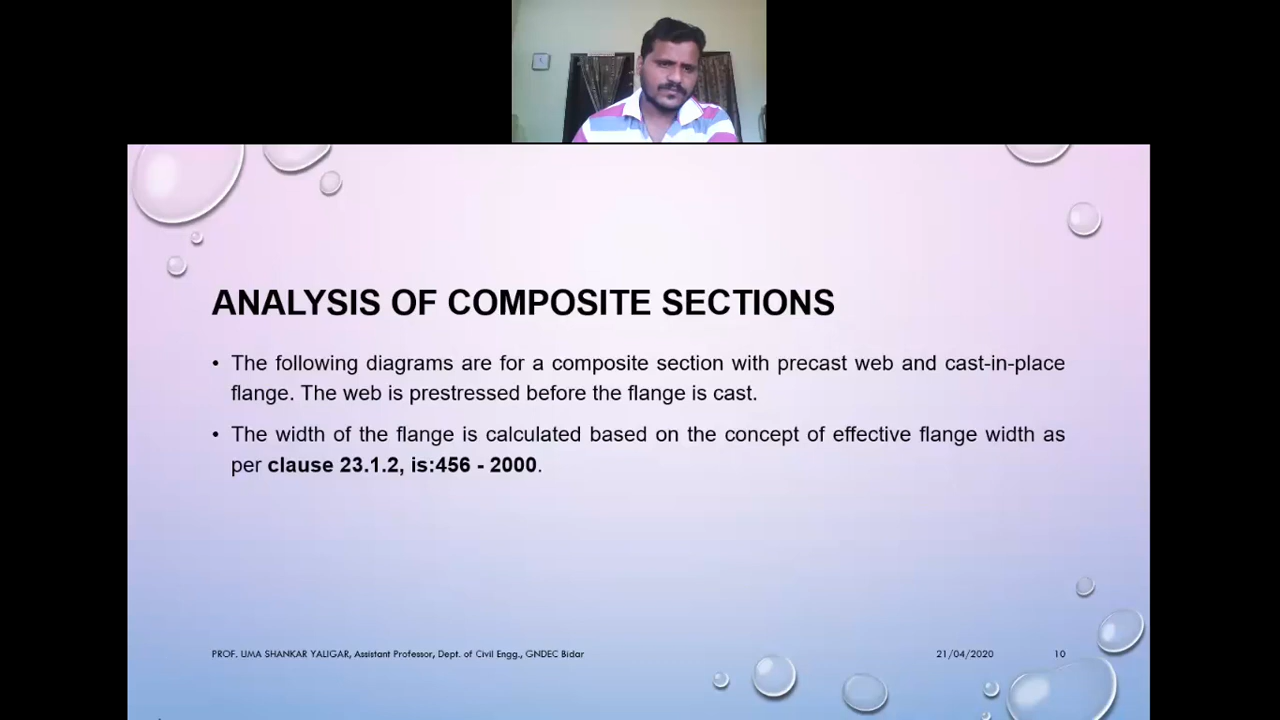 ANALYSIS OF COMPOSITE SECTIONS
• The following diagrams are for a composite section with precast web and cast-in-place
flange. The web is prestressed before the flange is cast.
• The width of the flange is calculated based on the concept of effective flange width as
per clause 23.1.2, is:456 - 2000.
PROF. UMA SHANKAR YALIGAR, Assistant Professor, Dept. of Civil Engg., GNDEC Bidar 21/04/2020 10